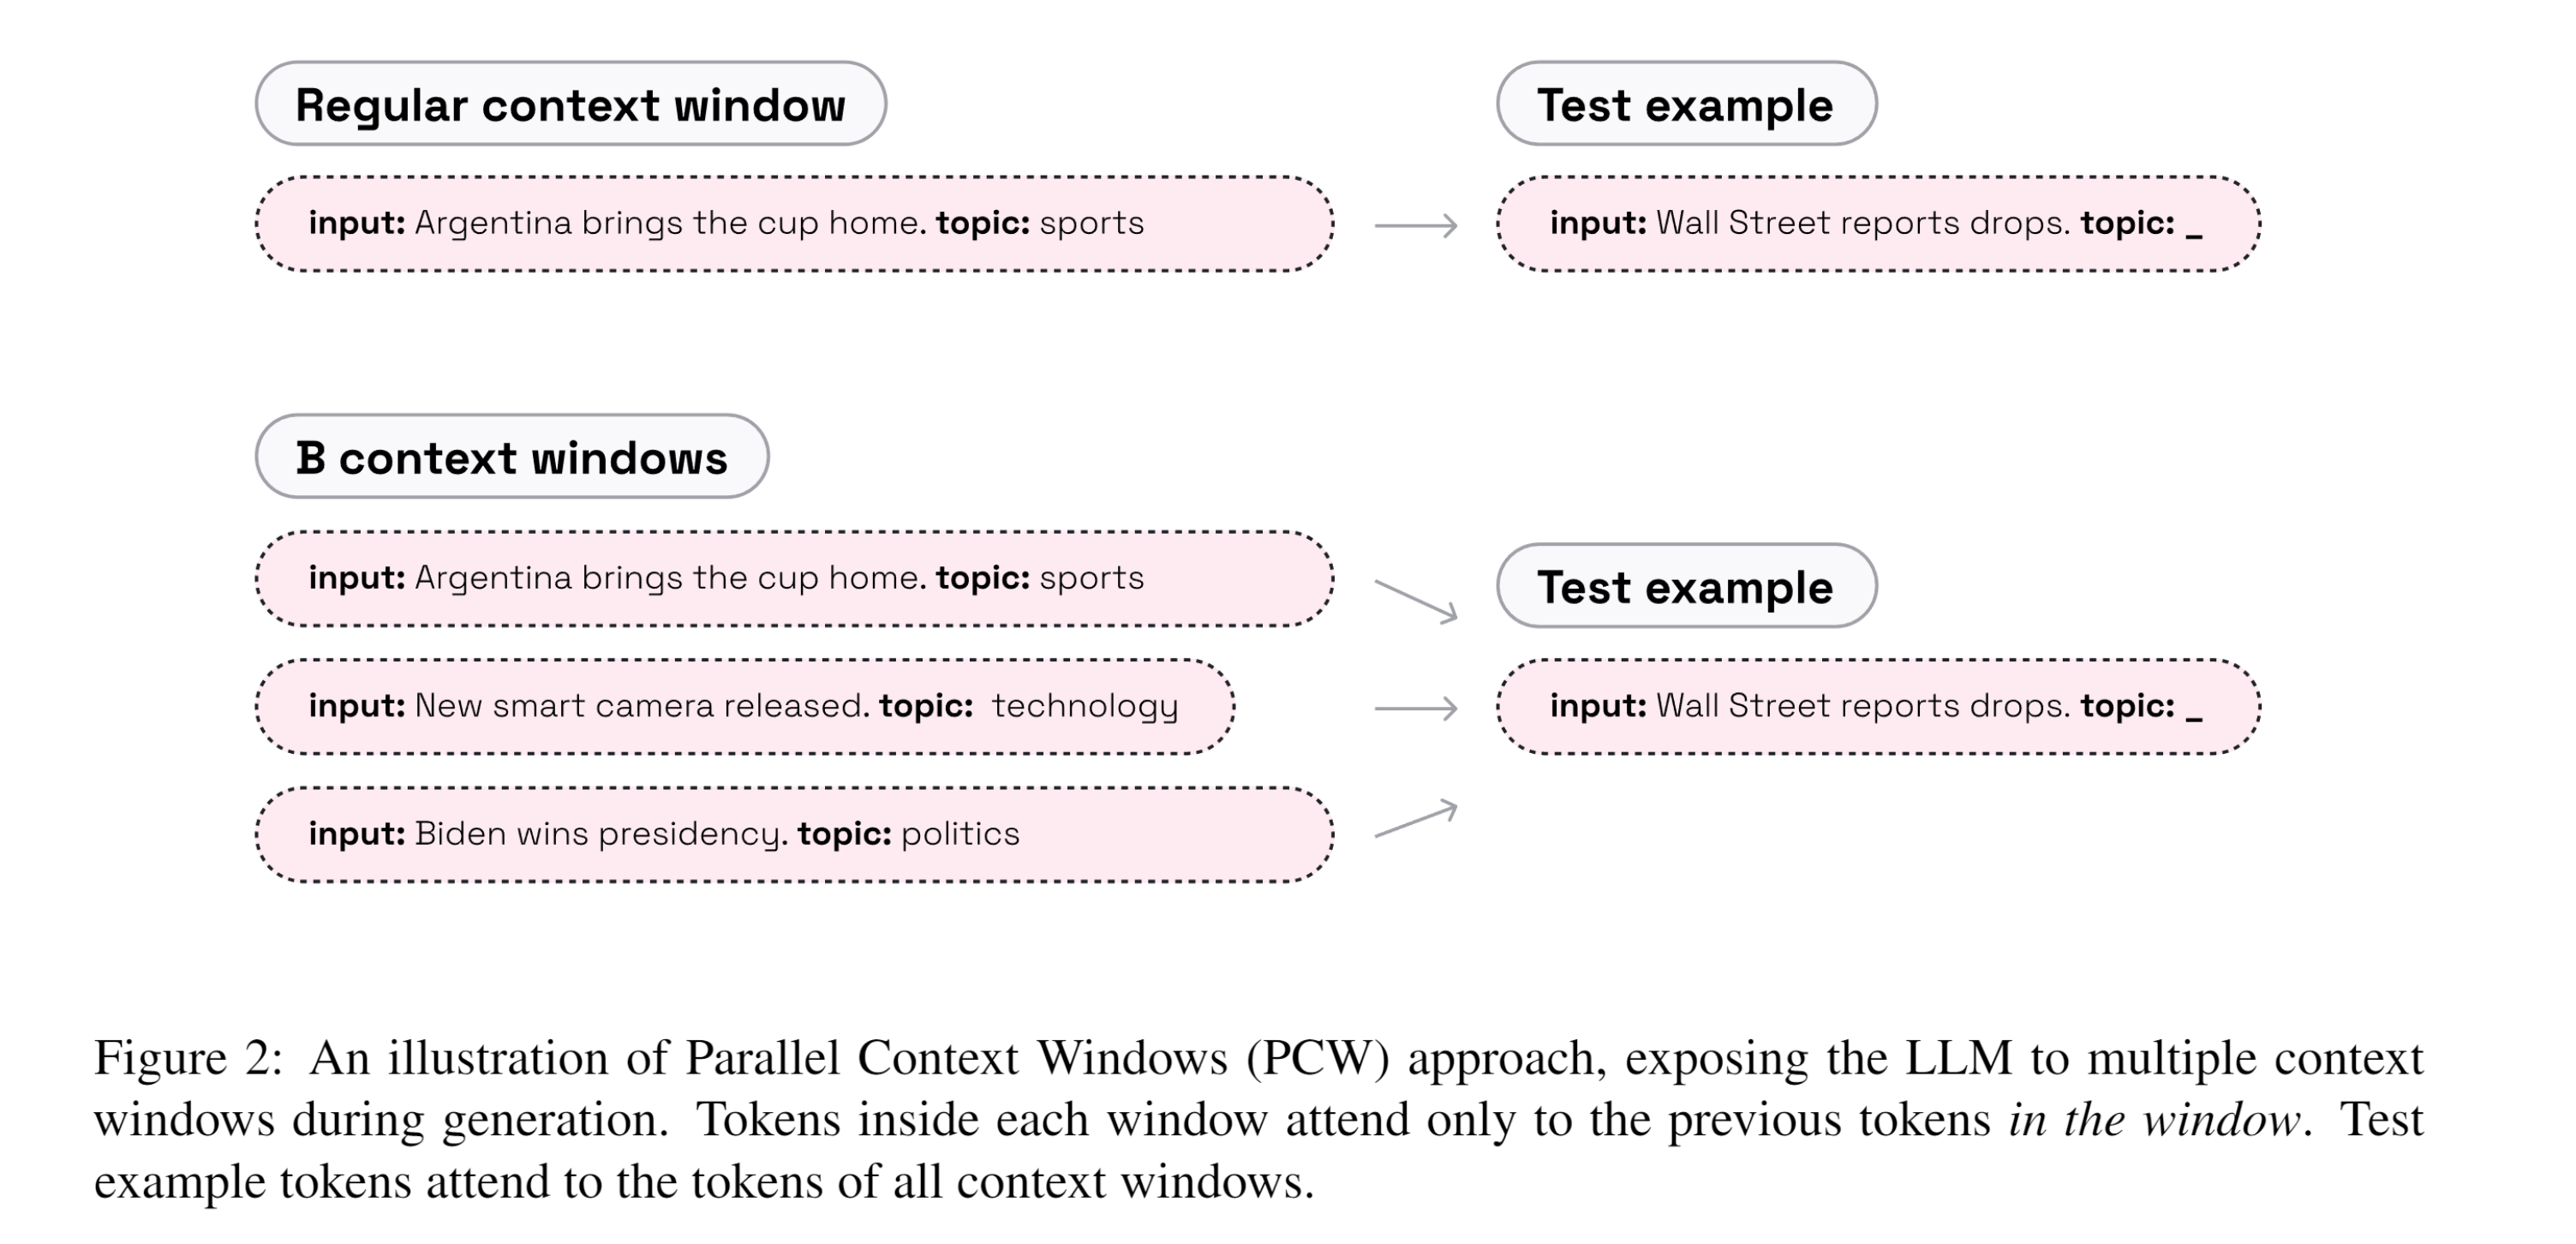 Regular context window
Test example
input: Argentina brings the cup home. topic: sports
input: Wall Street reports drops. topic: _
B context windows
input: Argentina brings the cup home. topic: sports
Test example
input: New smart camera released. topic:  technology
input: Wall Street reports drops. topic: _
input: Biden wins presidency. topic: politics
Figure 2: An illustration of Parallel Context Windows (PCW) approach, exposing the LLM to multiple context
windows during generation. Tokens inside each window attend only to the previous tokens in the window. Test
example tokens attend to the tokens of all context windows.